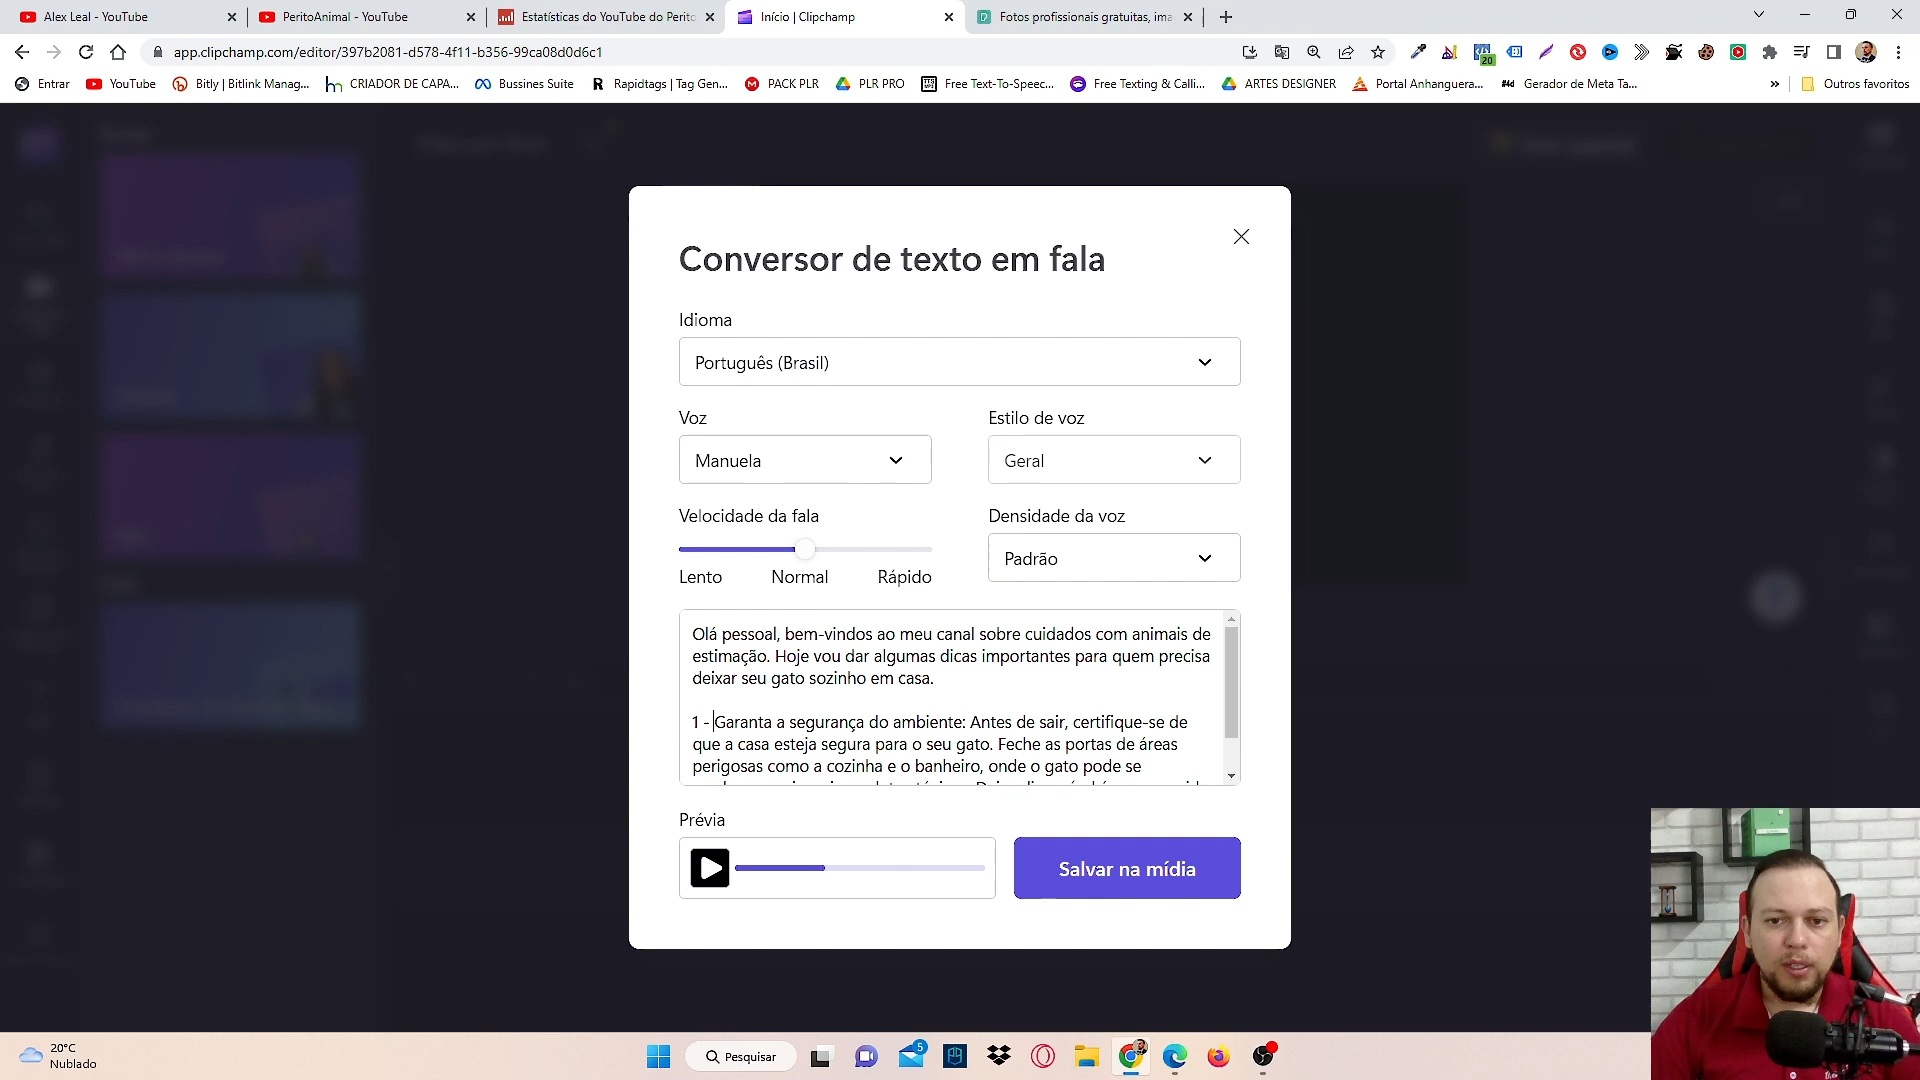 Alex Leal - YouTube
PeritoAnimal - YouTube
Estatísticas do YouTube do Perito
Início | Clipchamp
Fotos profissionais gratuitas, ima
app.clipchamp.com/editor/397b2081-d578-4f11-b356-99ca08d0d6c1
20
Entrar
YouTube
Bitly | Bitlink Manag...
CRIADOR DE CAPA...
Bussines Suite
Rapidtags | Tag Gen...
PACK PLR
PLR PRO
Free Text-To-Speec...
Free Texting & Calli...
ARTES DESIGNER
Portal Anhanguera...
Gerador de Meta Ta...
»
Outros favoritos
Conversor de texto em fala
Idioma
Português (Brasil)
Voz
Estilo de voz
Manuela
Geral
Velocidade da fala
Densidade da voz
Padrão
Lento
Normal
Rápido
Olá pessoal, bem-vindos ao meu canal sobre cuidados com animais de
estimação. Hoje vou dar algumas dicas importantes para quem precisa
deixar seu gato sozinho em casa.
1 - Garanta a segurança do ambiente: Antes de sair, certifique-se de
que a casa esteja segura para o seu gato. Feche as portas de áreas
perigosas como a cozinha e o banheiro, onde o gato pode se
Prévia
Salvar na mídia
20°C
Nublado
Pesquisar
5